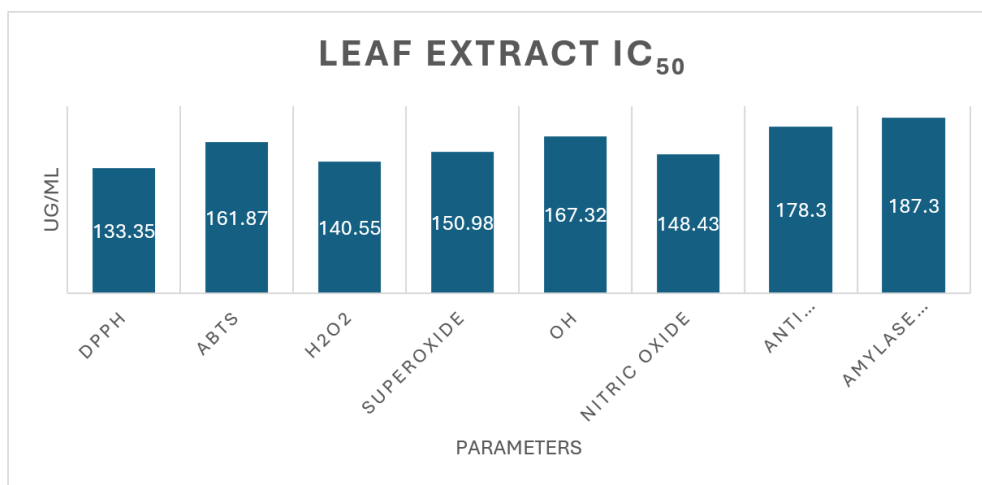 LEAF EXTRACT IC50
UG/ML
133.35
161.87
140.55
150.98
167.32
148.43
178.3
187.3
DPPH
ABTS
H2O2
SUPEROXIDE
OH
NITRIC OXIDE
ANTI...
AMYLASE...
PARAMETERS